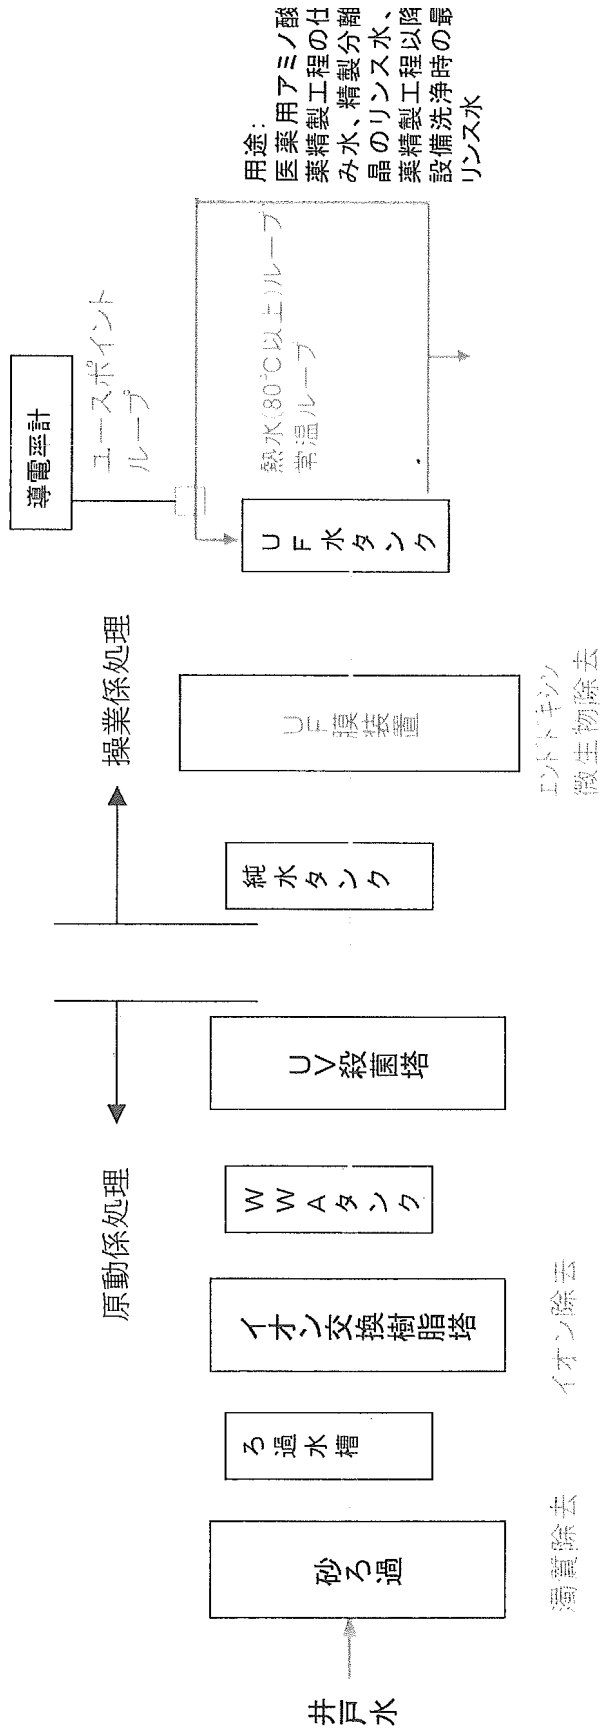 原動係処理
操業係処理
導電率計
ユースポイント
ループ
井戸水
砂ろ過
ろ過水槽
イオン交換樹脂塔
WWAタンク
UV殺菌塔
純水タンク
UF膜装置
UF水タンク
熱水(80℃以上)ループ
常温ループ
濁質除去
イオン除去
エンドトキシン
微生物除去
用途:
医薬用アミノ酸
薬精製工程の仕
み水、精製分離
晶のリンス水、
薬精製工程以降
設備洗浄時の最
リンス水